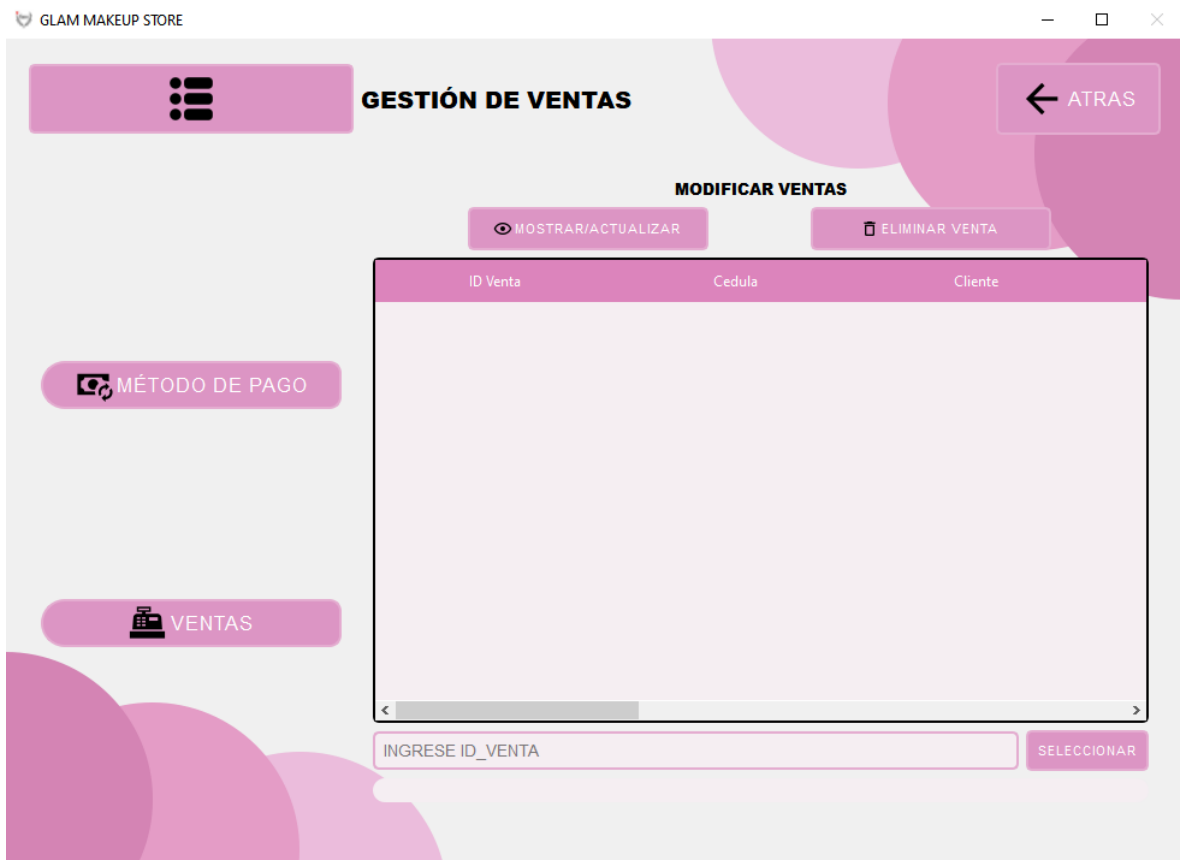 GLAM MAKEUP STORE
GESTIÓN DE VENTAS
ATRAS
MODIFICAR VENTAS
MOSTRAR/ACTUALIZAR
ELIMINAR VENTA
ID Venta Cedula Cliente
MÉTODO DE PAGO
VENTAS
INGRESE ID_VENTA
SELECCIONAR